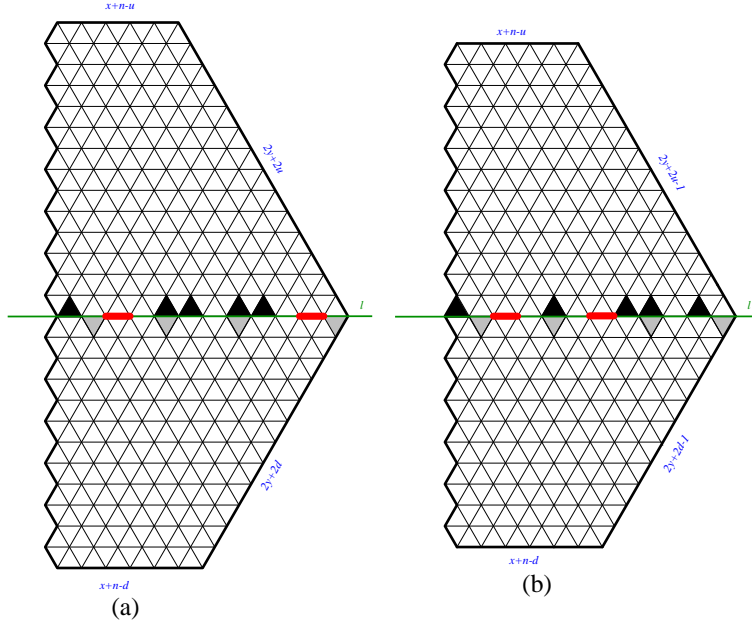 x+n-u
x+n-u
2y+2u
2y+2u-1
l
l
2y+2d
2y+2d-1
x+n-d
x+n-d
(a)
(b)